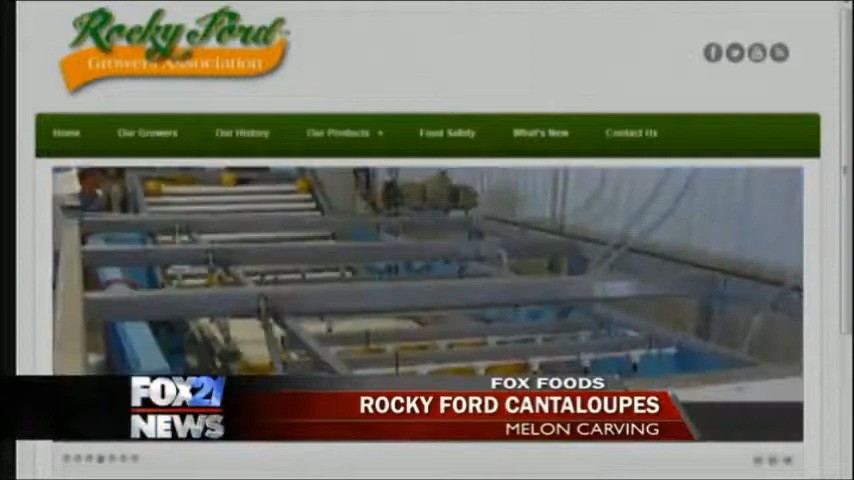 Rocky Ford
Growers Association
Home
Our Growers
Our History
Our Products
Food Safety
What's New
Contact Us
FOX21
NEWS
FOX FOODS
ROCKY FORD CANTALOUPES
MELON CARVING